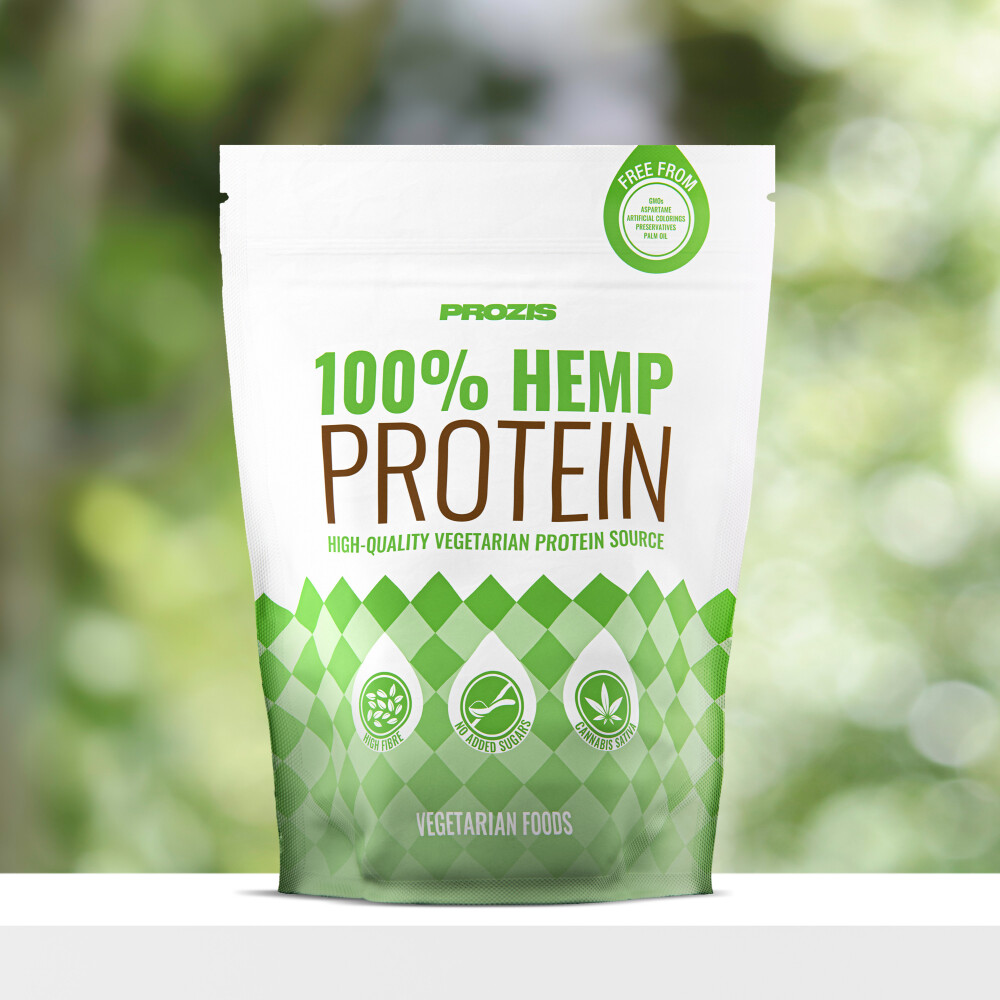 FREE FROM
GMOs
ASPARTAME
ARTIFICIAL COLORINGS
PRESERVATIVES
PALM OIL
PROZIS
100% HEMP
PROTEIN
HIGH-QUALITY VEGETARIAN PROTEIN SOURCE
HIGH FIBRE
NO ADDED SUGARS
CANNABIS SATIVA
VEGETARIAN FOODS